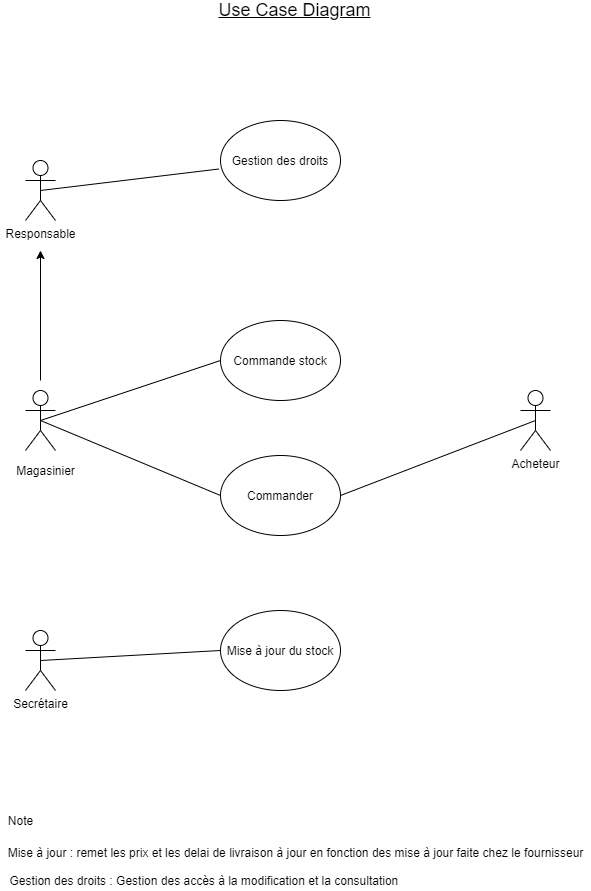 Use Case Diagram
Gestion des droits
Responsable
Commande stock
Magasinier
Acheteur
Commander
Mise à jour du stock
Secrétaire
Note
Mise à jour : remet les prix et les delai de livraison à jour en fonction des mise à jour faite chez le fournisseur
Gestion des droits : Gestion des accès à la modification et la consultation